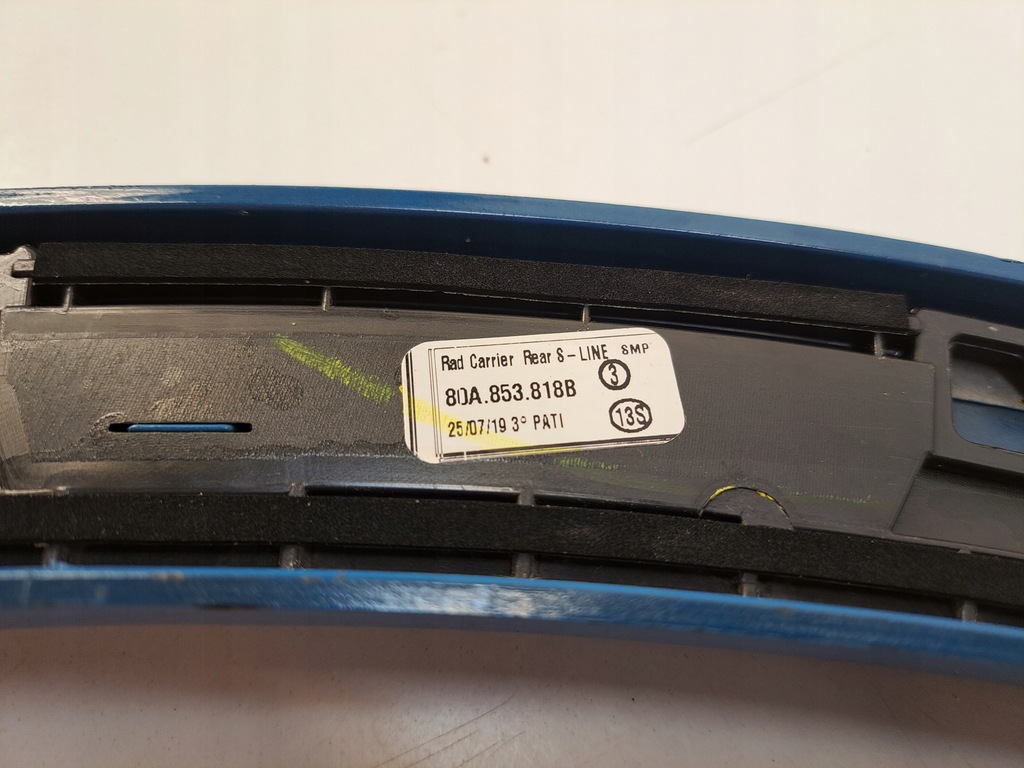 Rad Carrier Rear S-LINE SMP
80A.853.818B
3
25/07/19 3° PATI
13S